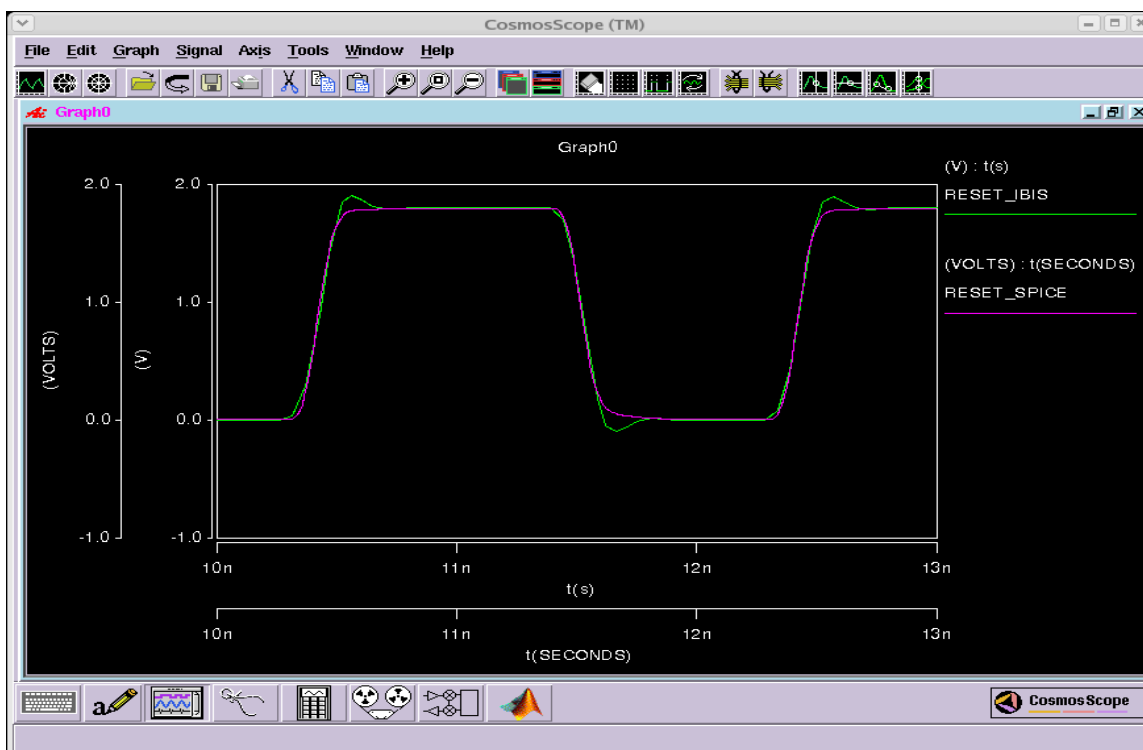 CosmosScope (TM)
File Edit Graph Signal Axis Tools Window Help
Graph0
Graph0
(V) : t(s)
RESET_IBIS
(VOLTS) : t(SECONDS)
RESET_SPICE
2.0 2.0
1.0 1.0
(VOLTS) (V)
0.0 0.0
-1.0 -1.0
10n 11n 12n 13n
t(s)
10n 11n 12n 13n
t(SECONDS)
a
CosmosScope